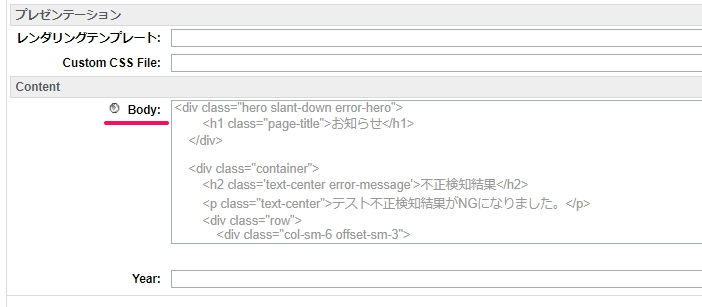 プレゼンテーション
レンダリングテンプレート:
Custom CSS File:
Content
Body:
<div class="hero slant-down error-hero">
<h1 class="page-title">お知らせ</h1>
</div>
<div class="container">
<h2 class='text-center error-message'>不正検知結果</h2>
<p class="text-center">テスト不正検知結果がNGになりました。</p>
<div class="row">
<div class="col-sm-6 offset-sm-3">
Year: